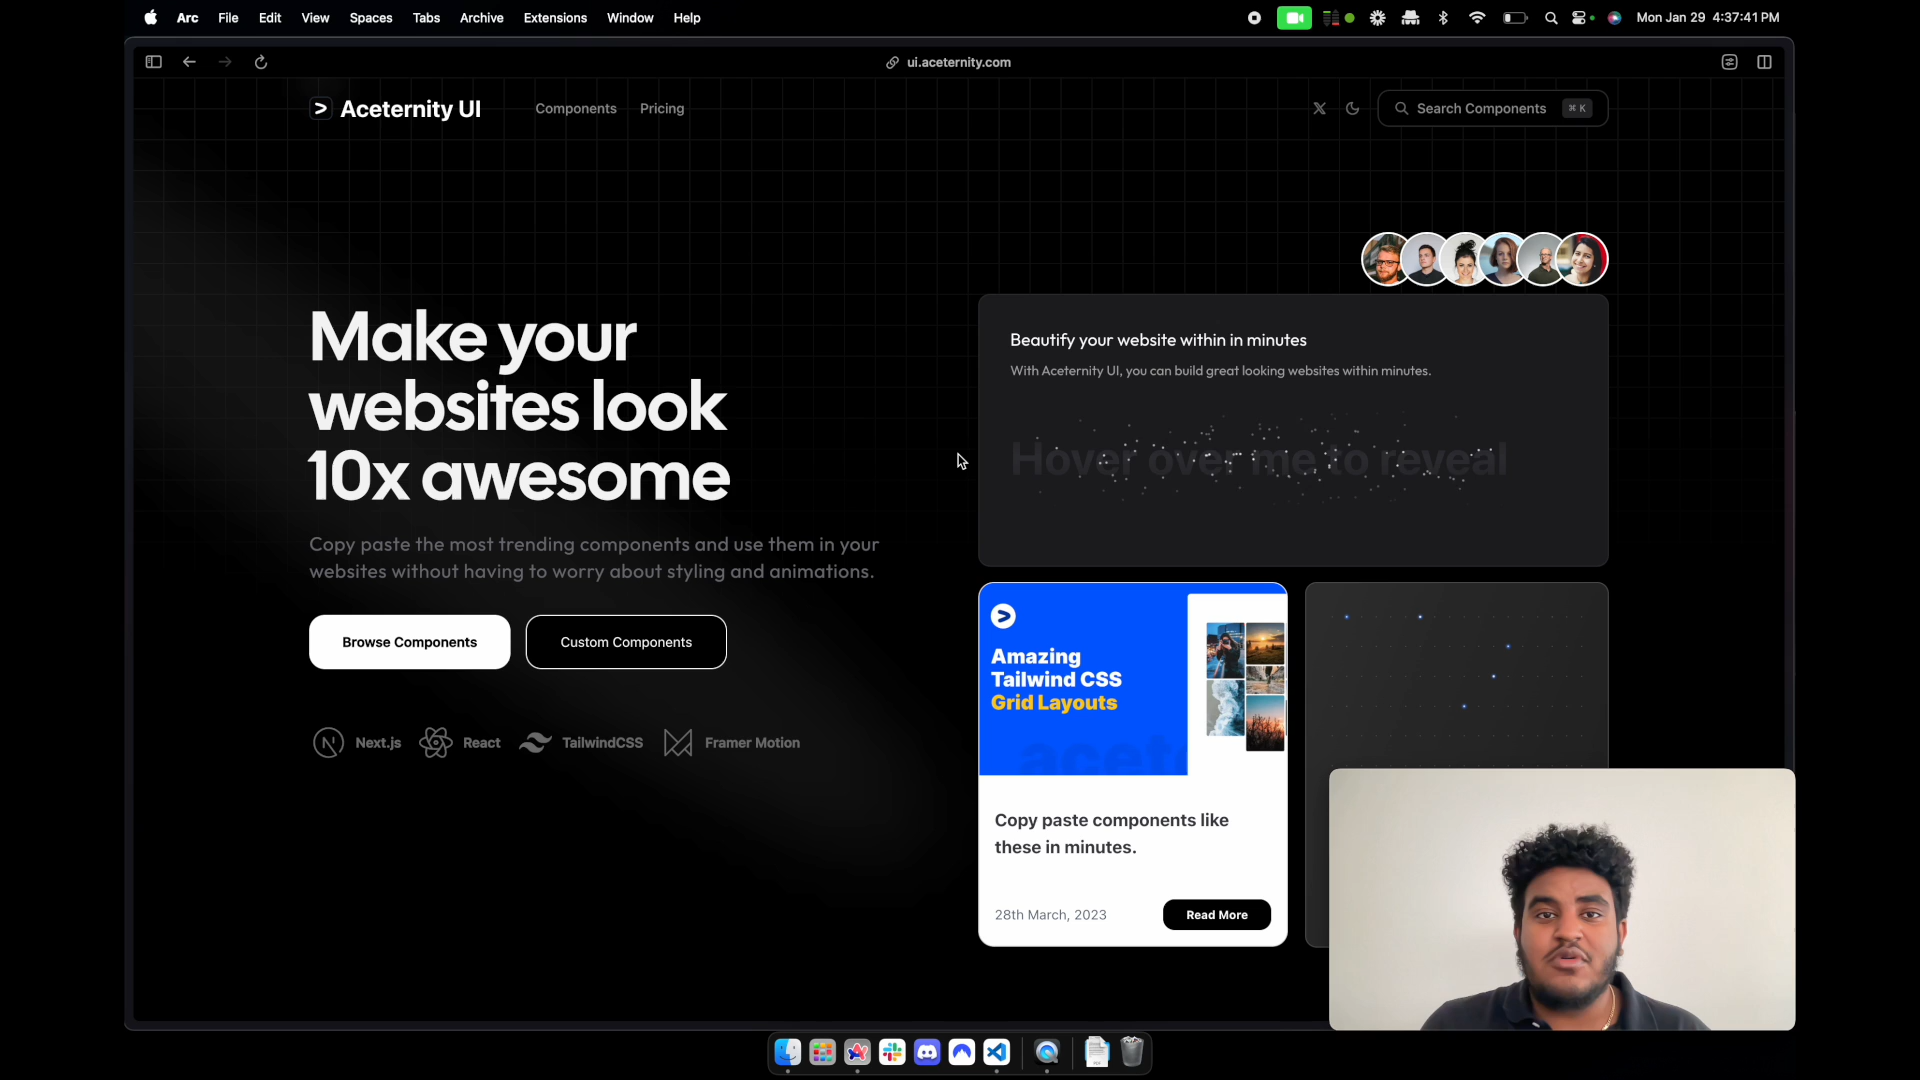 Arc File Edit View Spaces Tabs Archive Extensions Window Help
Mon Jan 29 4:37:41 PM
ui.aceternity.com
Aceternity UI
Components Pricing
Search Components ⌘ K
Make your
websites look
10x awesome
Copy paste the most trending components and use them in your
websites without having to worry about styling and animations.
Browse Components
Custom Components
Next.js React TailwindCSS Framer Motion
Beautify your website within in minutes
With Aceternity UI, you can build great looking websites within minutes.
Hover over me to reveal
Amazing
Tailwind CSS
Grid Layouts
acete
Copy paste components like
these in minutes.
28th March, 2023
Read More